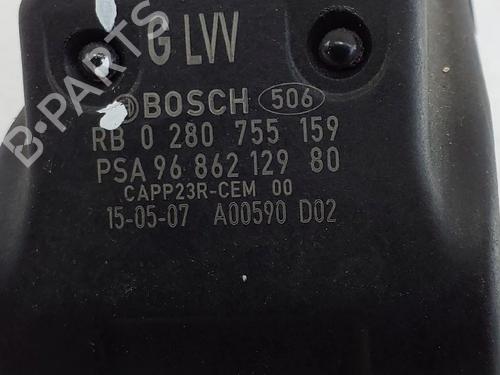 G LVV
BOSCH 506
RB 0 280 755 159
PSA 96 862 129 80
CAPP23R-CEM 00
15-05-07 A00590 D02
B-PARTS